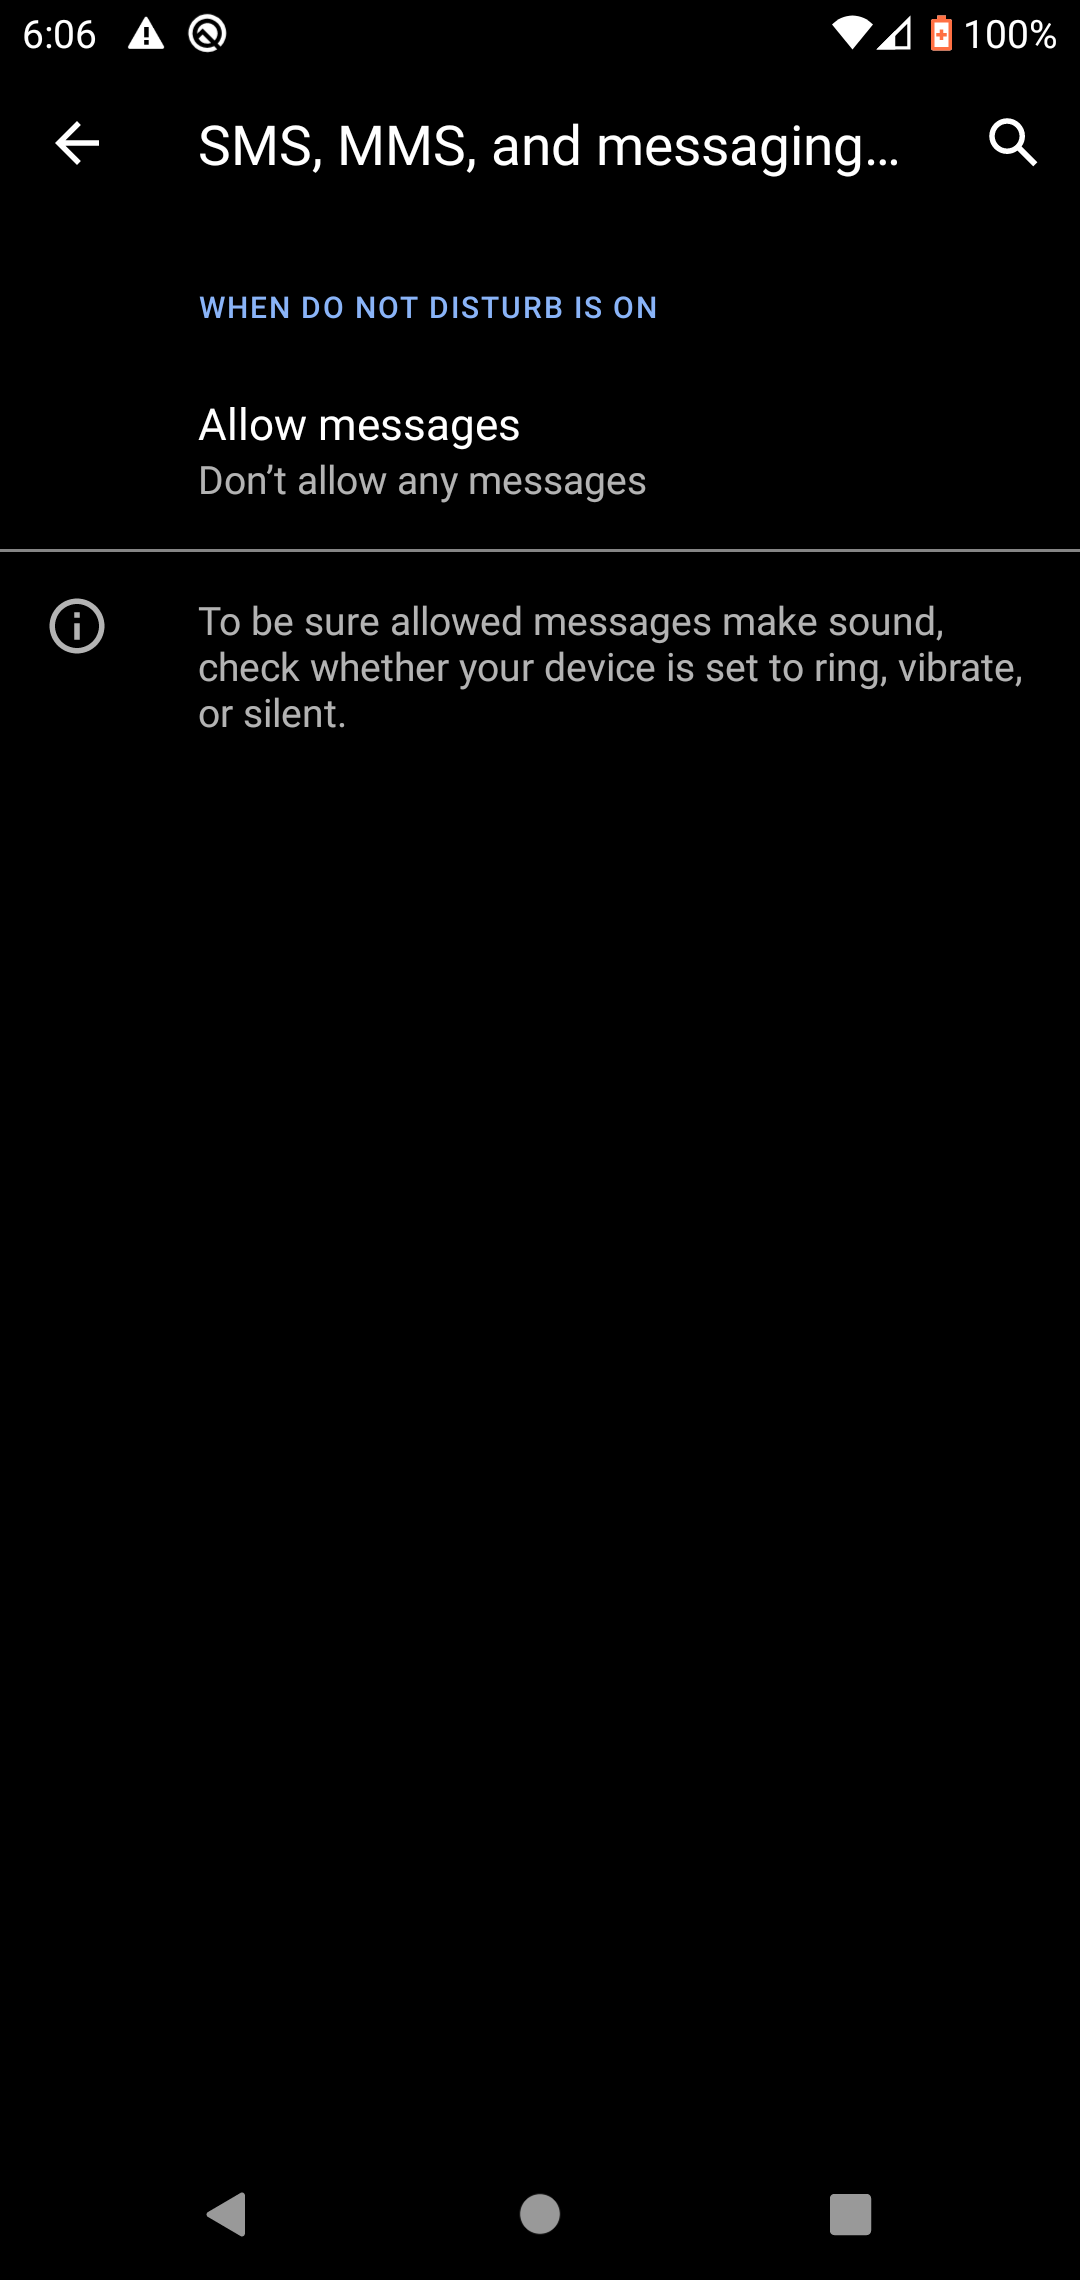 6:06
100%
SMS, MMS, and messaging...
WHEN DO NOT DISTURB IS ON
Allow messages
Don’t allow any messages
To be sure allowed messages make sound,
check whether your device is set to ring, vibrate,
or silent.